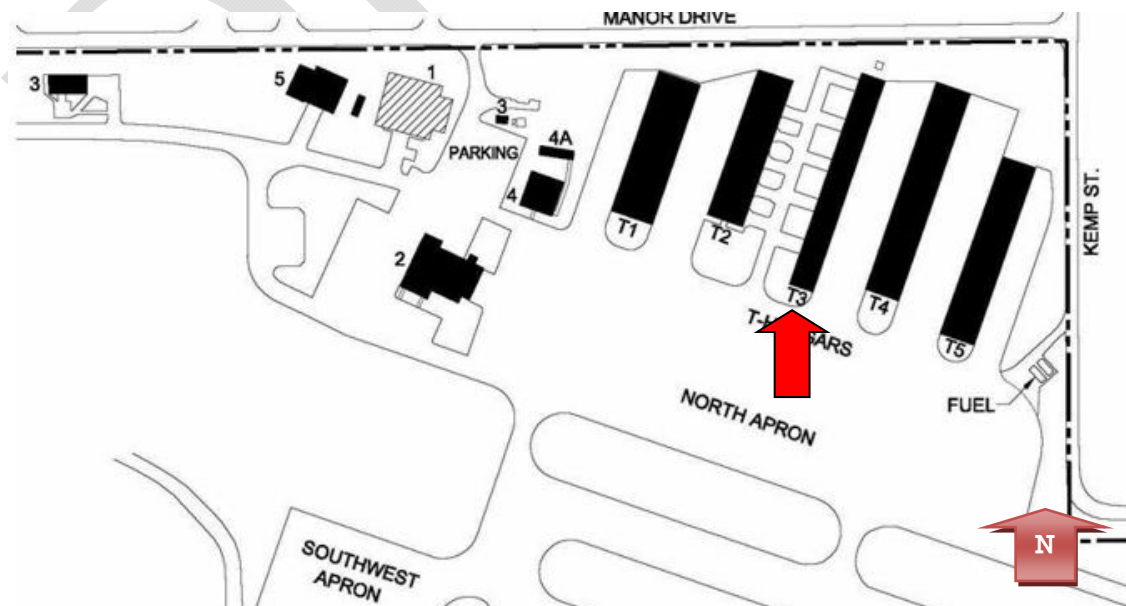 MANOR DRIVE
3
5
1
3
4A
PARKING
4
2
T1
T2
T3
T4
T5
KEMP ST.
NORTH APRON
FUEL
SOUTHWEST
APRON
N